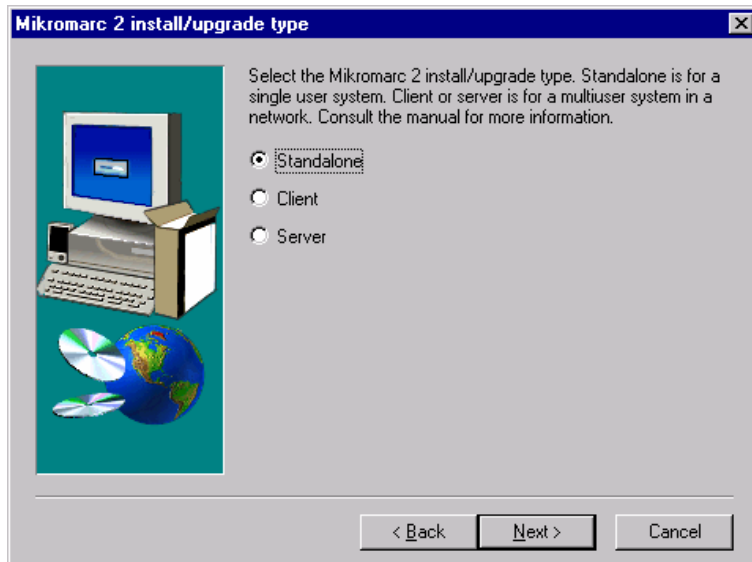 Mikromarc 2 install/upgrade type
Select the Mikromarc 2 install/upgrade type. Standalone is for a
single user system. Client or server is for a multiuser system in a
network. Consult the manual for more information.
Standalone
Client
Server
< Back
Next >
Cancel